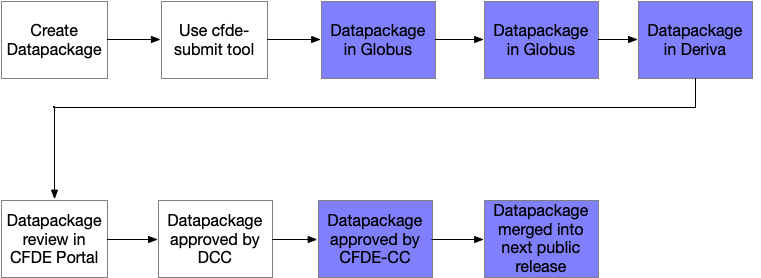 Create
Datapackage
Use cfde-
submit tool
Datapackage
in Globus
Datapackage
in Globus
Datapackage
in Deriva
Datapackage
review in
CFDE Portal
Datapackage
approved by
DCC
Datapackage
approved by
CFDE-CC
Datapackage
merged into
next public
release